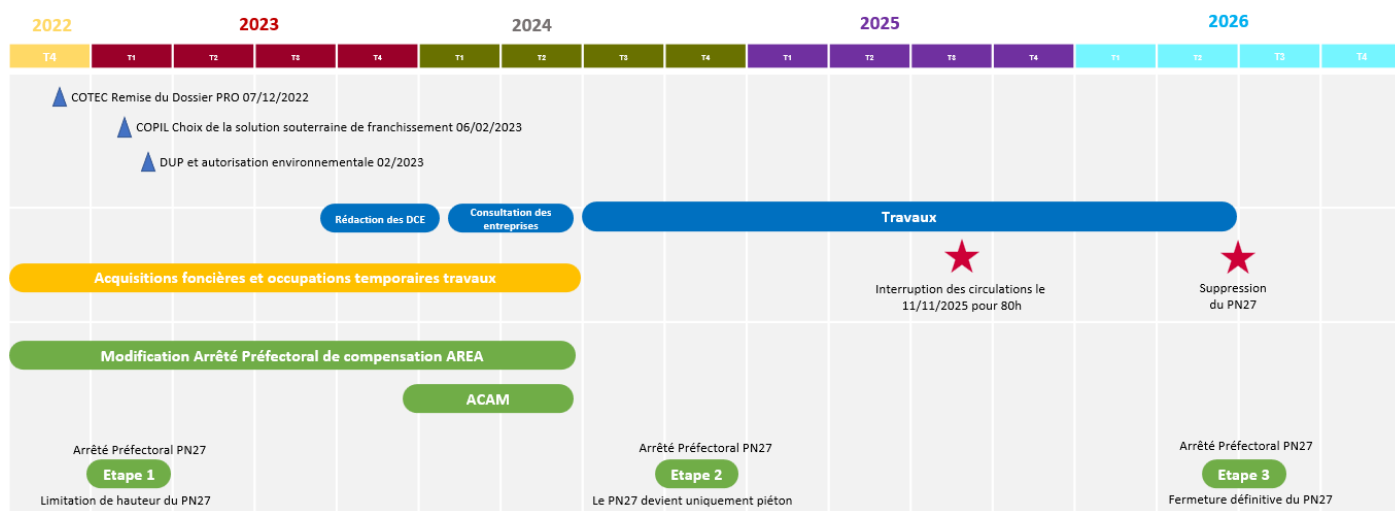 2022 2023 2024 2025 2026
T4 T1 T2 T3 T4 T1 T2 T3 T4 T1 T2 T3 T4 T1 T2 T3 T4
COTEC Remise du Dossier PRO 07/12/2022
COPIL Choix de la solution souterraine de franchissement 06/02/2023
DUP et autorisation environnementale 02/2023
Rédaction des DCE
Consultation des
entreprises
Travaux
Acquisitions foncières et occupations temporaires travaux
Interruption des circulations le
11/11/2025 pour 80h
Suppression
du PN27
Modification Arrêté Préfectoral de compensation AREA
ACAM
Arrêté Préfectoral PN27
Etape 1
Limitation de hauteur du PN27
Arrêté Préfectoral PN27
Etape 2
Le PN27 devient uniquement piéton
Arrêté Préfectoral PN27
Etape 3
Fermeture définitive du PN27